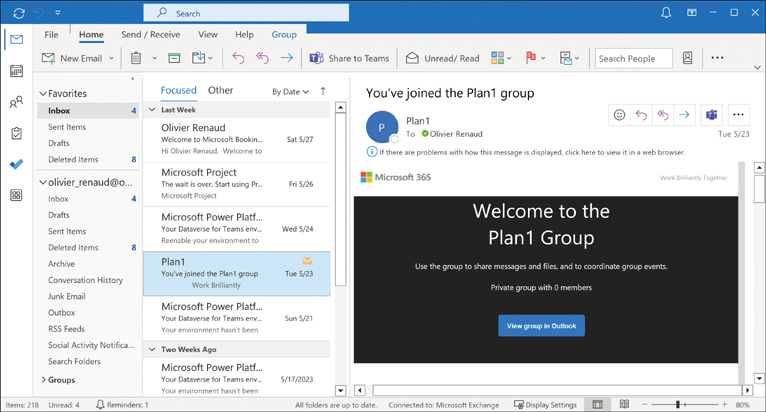 Search
File Home Send / Receive View Help Group
New Email Share to Teams Unread/ Read Search People
Favorites
Inbox 4
Sent Items
Drafts
Deleted Items 8
olivier_renaud@o...
Inbox 4
Drafts
Sent Items
Deleted Items 8
Archive
Conversation History
Junk Email
Outbox
RSS Feeds
Social Activity Notifica...
Search Folders
Groups
Focused Other By Date
Last Week
Olivier Renaud
Welcome to Microsoft Bookin... Sat 5/27
Hi Olivier Renaud, Welcome to
Microsoft Project
The wait is over. Start using Pr... Fri 5/26
Microsoft Project
Microsoft Power Platf...
Your Dataverse for Teams env... Wed 5/24
Reenable your environment to
Plan1
You've joined the Plan1 group Tue 5/23
Work Brilliantly
Microsoft Power Platf...
Your Dataverse for Teams env... Sun 5/21
Your environment hasn't been
Two Weeks Ago
Microsoft Power Platf...
Your Dataverse for Teams env... 5/17/2023
Your environment hasn't been
You've joined the Plan1 group
P
Plan1
To Olivier Renaud
Tue 5/23
If there are problems with how this message is displayed, click here to view it in a web browser.
Microsoft 365 Work Brilliantly Together
Welcome to the
Plan1 Group
Use the group to share messages and files, and to coordinate group events.
Private group with 0 members
View group in Outlook
Items: 218 Unread: 4 Reminders: 1 All folders are up to date. Connected to: Microsoft Exchange Display Settings 80%